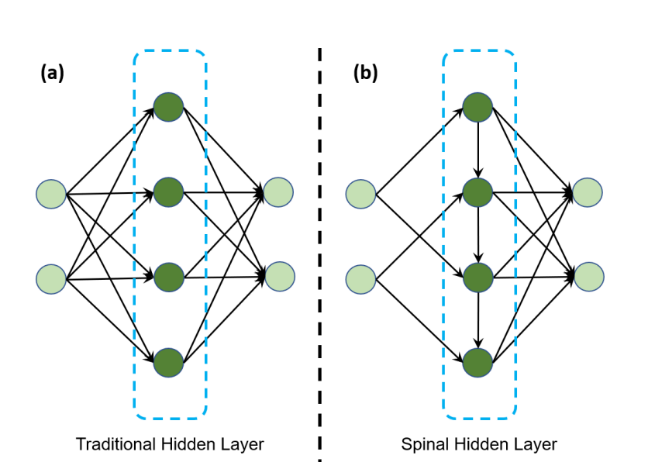 (a)
(b)
Traditional Hidden Layer
Spinal Hidden Layer